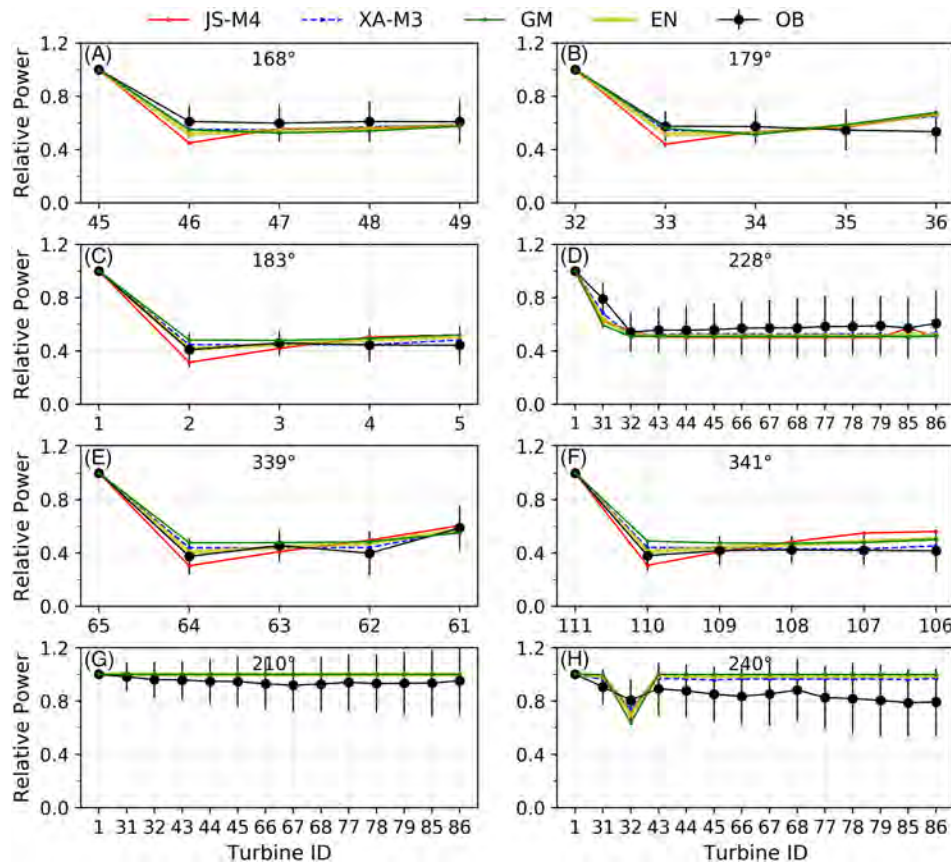 JS-M4 XA-M3 GM EN OB
(A) 168° (B) 179°
Relative Power
1.2 1.2
0.8 0.8
0.4 0.4
0.0 0.0
45 46 47 48 49 32 33 34 35 36
(C) 183° (D) 228°
Relative Power
1.2 1.2
0.8 0.8
0.4 0.4
0.0 0.0
1 2 3 4 5 1 31 32 43 44 45 66 67 68 77 78 79 85 86
(E) 339° (F) 341°
Relative Power
1.2 1.2
0.8 0.8
0.4 0.4
0.0 0.0
65 64 63 62 61 111 110 109 108 107 106
(G) 210° (H) 240°
Relative Power
1.2 1.2
0.8 0.8
0.4 0.4
0.0 0.0
1 31 32 43 44 45 66 67 68 77 78 79 85 86 1 31 32 43 44 45 66 67 68 77 78 79 85 86
Turbine ID Turbine ID